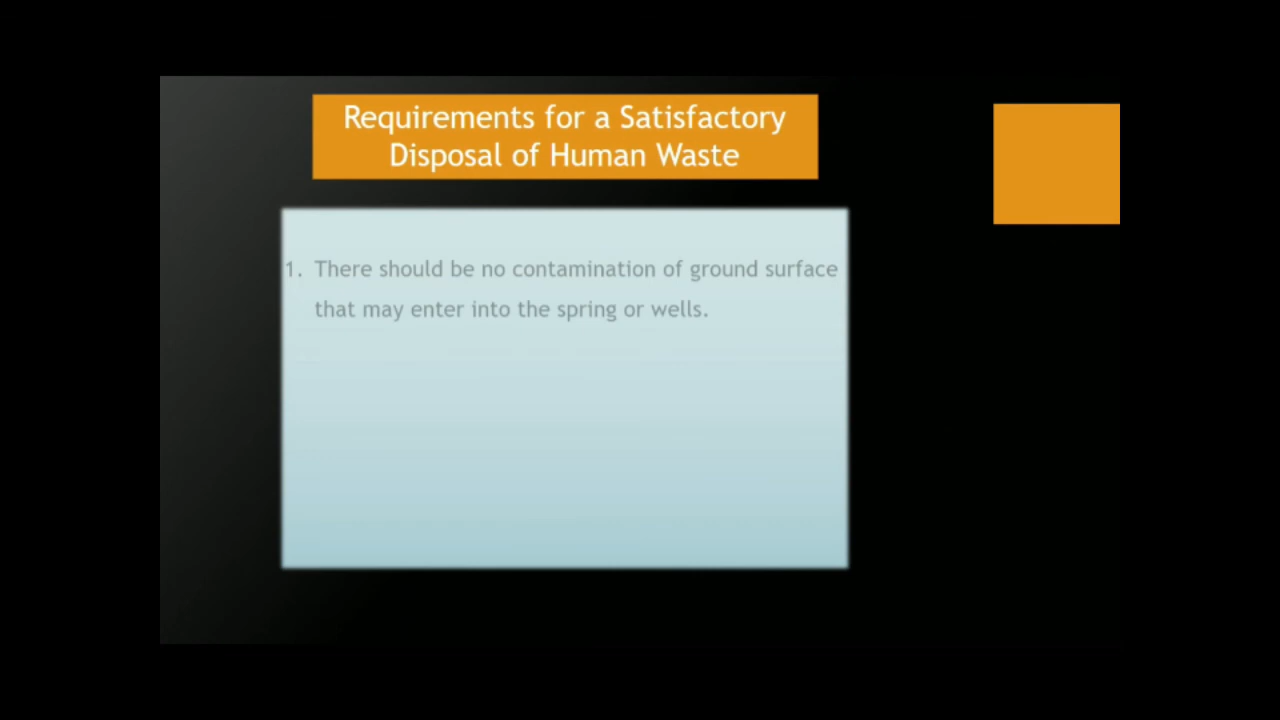 Requirements for a Satisfactory
Disposal of Human Waste
1. There should be no contamination of ground surface
that may enter into the spring or wells.